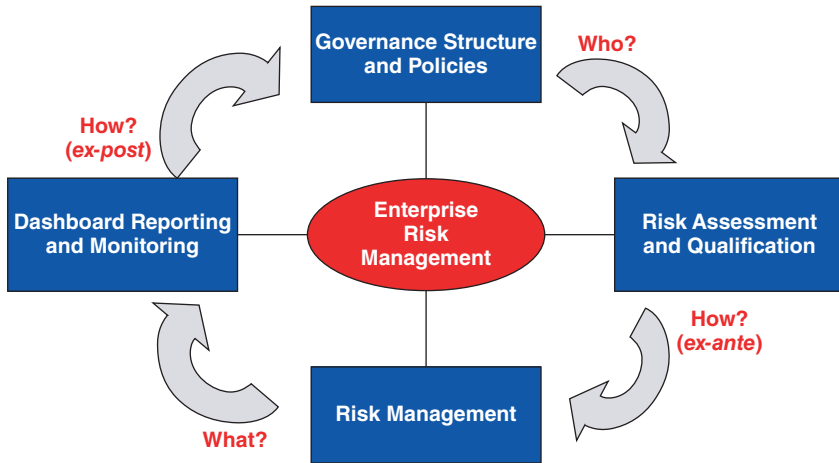 Governance Structure
and Policies
Who?
How?
(ex-post)
Dashboard Reporting
and Monitoring
Enterprise
Risk
Management
Risk Assessment
and Qualification
How?
(ex-ante)
Risk Management
What?